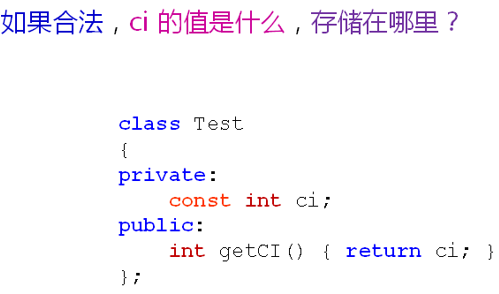 如果合法，ci 的值是什么，存储在哪里？
class Test
{
private:
    const int ci;
public:
    int getCI() { return ci; }
};